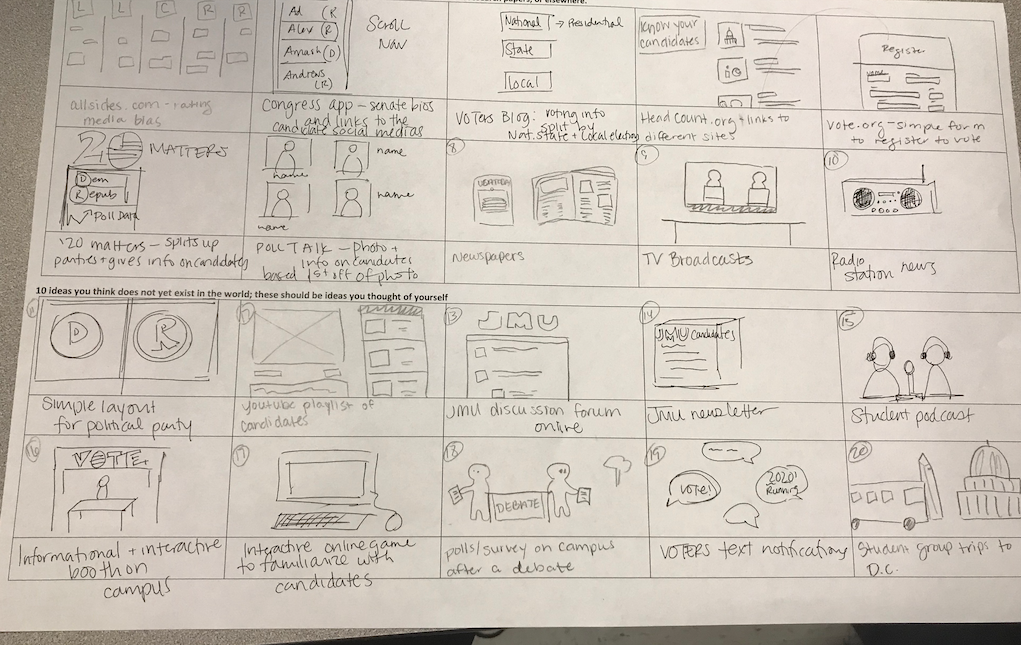 papers, or elsewhere.
L L C R R
Ad (R
Alex (R)
Amash (D)
Andrews
(R)
SCROLL
NAV
National → Presidential
State
Local
Know your
candidates
Register
name
allsides.com - rating
media bias
Congress app - senate bios
and links to the
candidate social medias
VOTERS Blog: voting info
split by
Nat. State + Local electing
Head Count.org + links to
different sites
Vote.org - simple form
to register to vote
20 MATTERS
Dem
Repub
Poll Data
name
name
name
name
8
9
10
'20 matters - splits up
parties + gives info on candidates
POLL TALK - photo +
info on candidates
based 1st off of photo
Newspapers
TV Broadcasts
Radio
station news
10 ideas you think does not yet exist in the world; these should be ideas you thought of yourself
11
D
R
12
13
JMU
14
JMU candidates
15
Simple layout
for political party
youtube playlist of
candidates
JMU discussion forum
online
JMU newsletter
Student podcast
16
VOTE
17
18
DEBATE
19
VOTE!
2020!
Running
20
Informational + interactive
booth on
campus
Interactive online game
to familiarize with
candidates
polls/survey on campus
after a debate
VOTERS text notifications
Student group trips to
D.C.